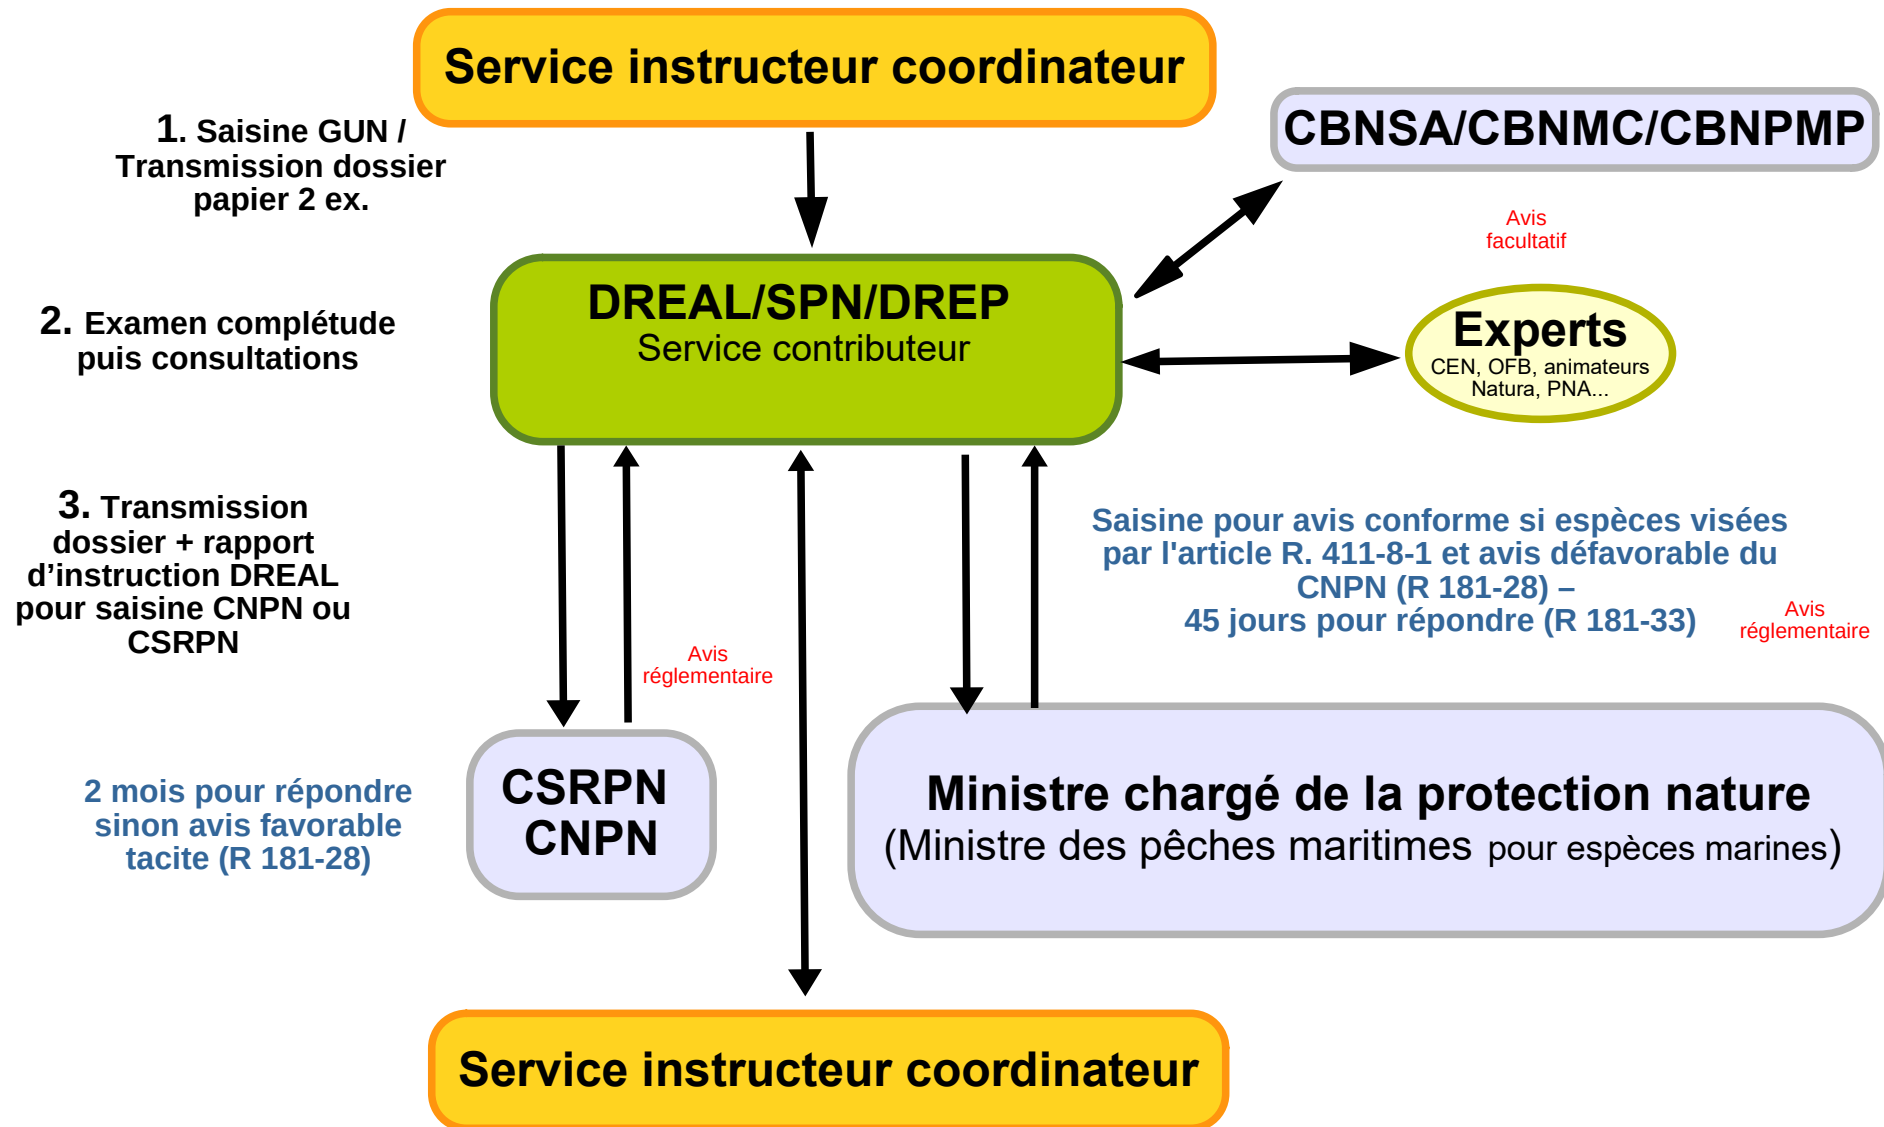 Service instructeur coordinateur
CBNSA/CBNMC/CBNPMP
1. Saisine GUN /
Transmission dossier
papier 2 ex.
Avis
facultatif
DREAL/SPN/DREP
Service contributeur
2. Examen complétude
puis consultations
Experts
CEN, OFB, animateurs
Natura, PNA...
3. Transmission
dossier + rapport
d’instruction DREAL
pour saisine CNPN ou
CSRPN
Saisine pour avis conforme si espèces visées
par l'article R. 411-8-1 et avis défavorable du
CNPN (R 181-28) –
45 jours pour répondre (R 181-33)
Avis
réglementaire
Avis
réglementaire
2 mois pour répondre
sinon avis favorable
tacite (R 181-28)
CSRPN
CNPN
Ministre chargé de la protection nature
(Ministre des pêches maritimes pour espèces marines)
Service instructeur coordinateur